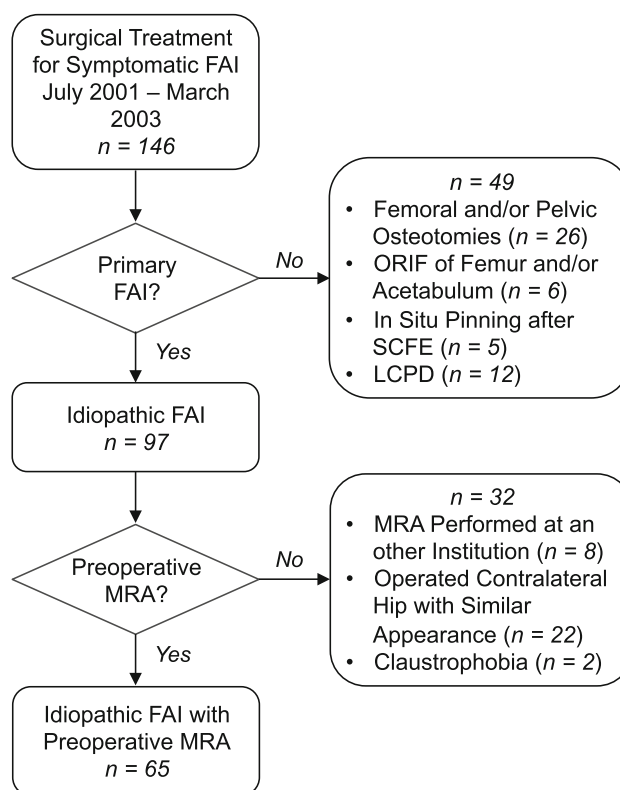 Surgical Treatment
for Symptomatic FAI
July 2001 – March
2003
n = 146
Primary
FAI?
No
n = 49
• Femoral and/or Pelvic
Osteotomies (n = 26)
• ORIF of Femur and/or
Acetabulum (n = 6)
• In Situ Pinning after
SCFE (n = 5)
• LCPD (n = 12)
Yes
Idiopathic FAI
n = 97
Preoperative
MRA?
No
n = 32
• MRA Performed at an
other Institution (n = 8)
• Operated Contralateral
Hip with Similar
Appearance (n = 22)
• Claustrophobia (n = 2)
Yes
Idiopathic FAI with
Preoperative MRA
n = 65